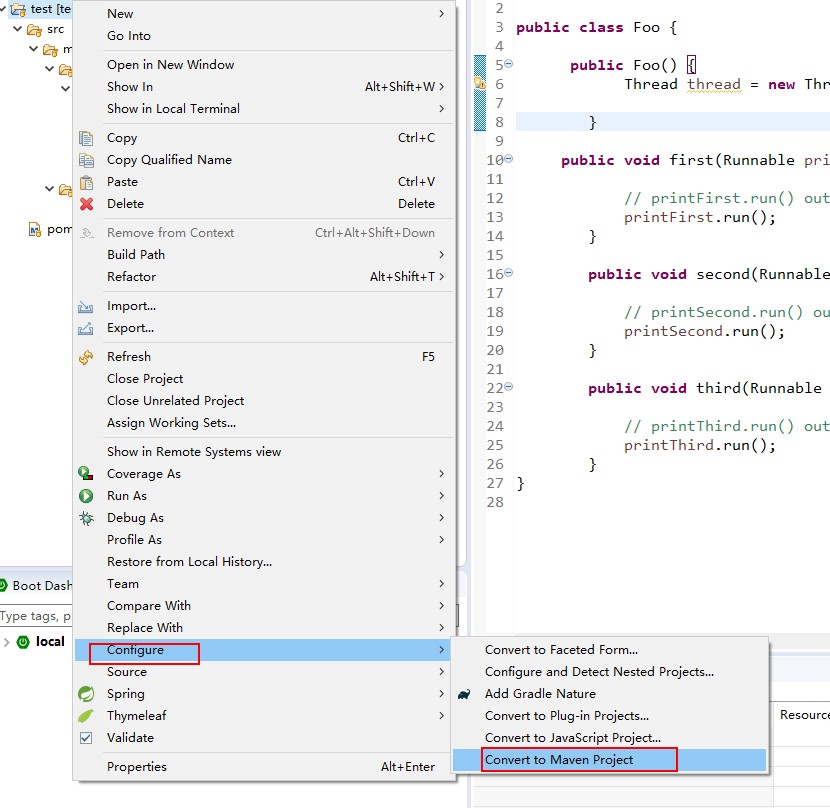 test [te
src
m
pom
Boot Dash
Type tags, p
local
New
Go Into
Open in New Window
Show In Alt+Shift+W
Show in Local Terminal
Copy Ctrl+C
Copy Qualified Name
Paste Ctrl+V
Delete Delete
Remove from Context Ctrl+Alt+Shift+Down
Build Path
Refactor Alt+Shift+T
Import...
Export...
Refresh F5
Close Project
Close Unrelated Project
Assign Working Sets...
Show in Remote Systems view
Coverage As
Run As
Debug As
Profile As
Restore from Local History...
Team
Compare With
Replace With
Configure
Source
Spring
Thymeleaf
Validate
Properties Alt+Enter
Convert to Faceted Form...
Configure and Detect Nested Projects...
Add Gradle Nature
Convert to Plug-in Projects...
Convert to JavaScript Project...
Convert to Maven Project
2
3 public class Foo {
4
5 public Foo() {
6 Thread thread = new Thr
7
8 }
9
10 public void first(Runnable pri
11
12 // printFirst.run() out
13 printFirst.run();
14 }
15
16 public void second(Runnable
17
18 // printSecond.run() ou
19 printSecond.run();
20 }
21
22 public void third(Runnable
23
24 // printThird.run() out
25 printThird.run();
26 }
27 }
28
Resource